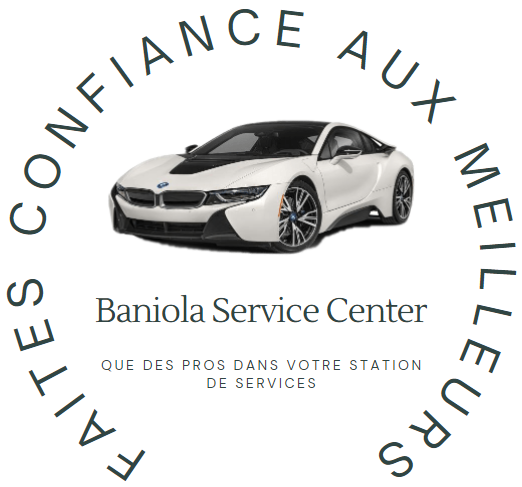 FAITES CONFIANCE AUX MEILLEURS
Baniola Service Center
QUE DES PROS DANS VOTRE STATION
DE SERVICES